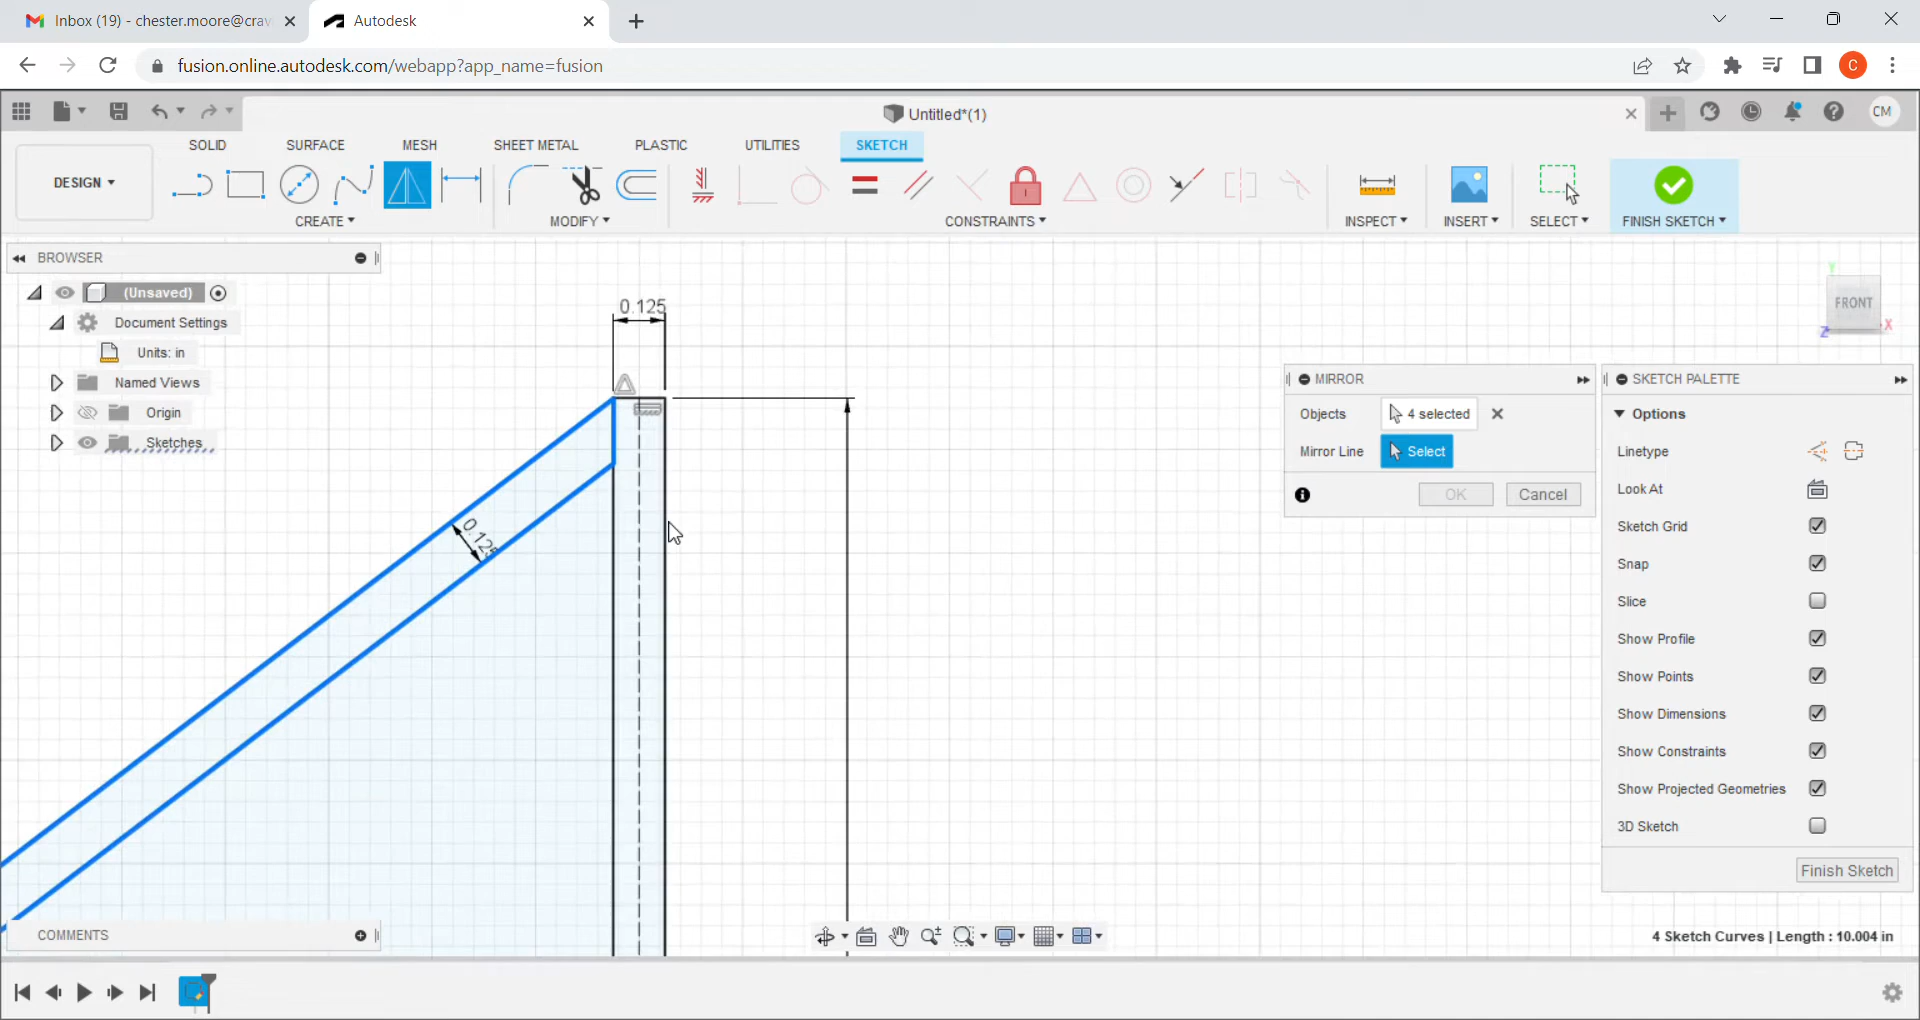 Inbox (19) - chester.moore@crav
Autodesk
fusion.online.autodesk.com/webapp?app_name=fusion
C
Untitled*(1)
CM
SOLID SURFACE MESH SHEET METAL PLASTIC UTILITIES SKETCH
DESIGN
CREATE MODIFY CONSTRAINTS INSPECT INSERT SELECT FINISH SKETCH
BROWSER
(Unsaved)
Document Settings
Units: in
Named Views
Origin
Sketches
0.125
0.125
Y
FRONT
X
Z
MIRROR
Objects 4 selected
Mirror Line Select
OK Cancel
SKETCH PALETTE
Options
Linetype
Look At
Sketch Grid
Snap
Slice
Show Profile
Show Points
Show Dimensions
Show Constraints
Show Projected Geometries
3D Sketch
Finish Sketch
COMMENTS
4 Sketch Curves | Length : 10.004 in